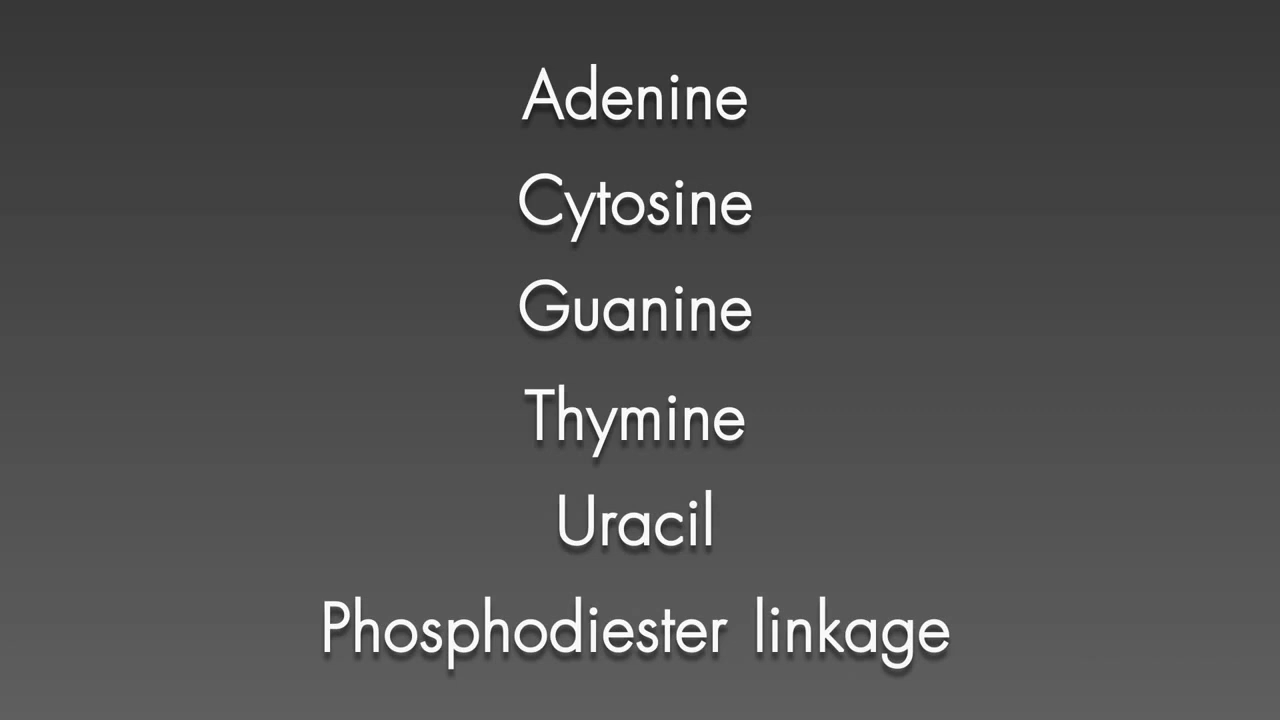 Adenine
Cytosine
Guanine
Thymine
Uracil
Phosphodiester linkage